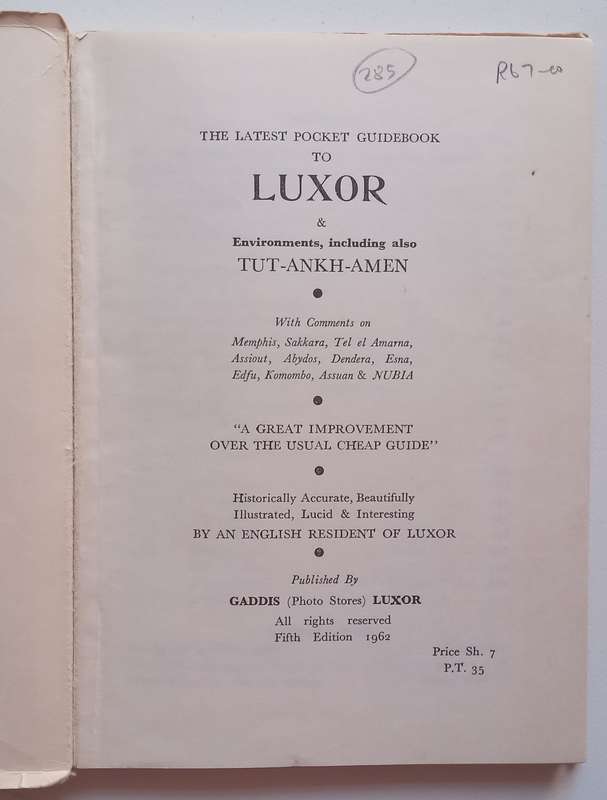 285
R67-00
THE LATEST POCKET GUIDEBOOK
TO
LUXOR
&
Environments, including also
TUT-ANKH-AMEN
With Comments on
Memphis, Sakkara, Tel el Amarna,
Assiout, Abydos, Dendera, Esna,
Edfu, Komombo, Assuan & NUBIA
"A GREAT IMPROVEMENT
OVER THE USUAL CHEAP GUIDE"
Historically Accurate, Beautifully
Illustrated, Lucid & Interesting
BY AN ENGLISH RESIDENT OF LUXOR
Published By
GADDIS (Photo Stores) LUXOR
All rights reserved
Fifth Edition 1962
Price Sh. 7
P.T. 35